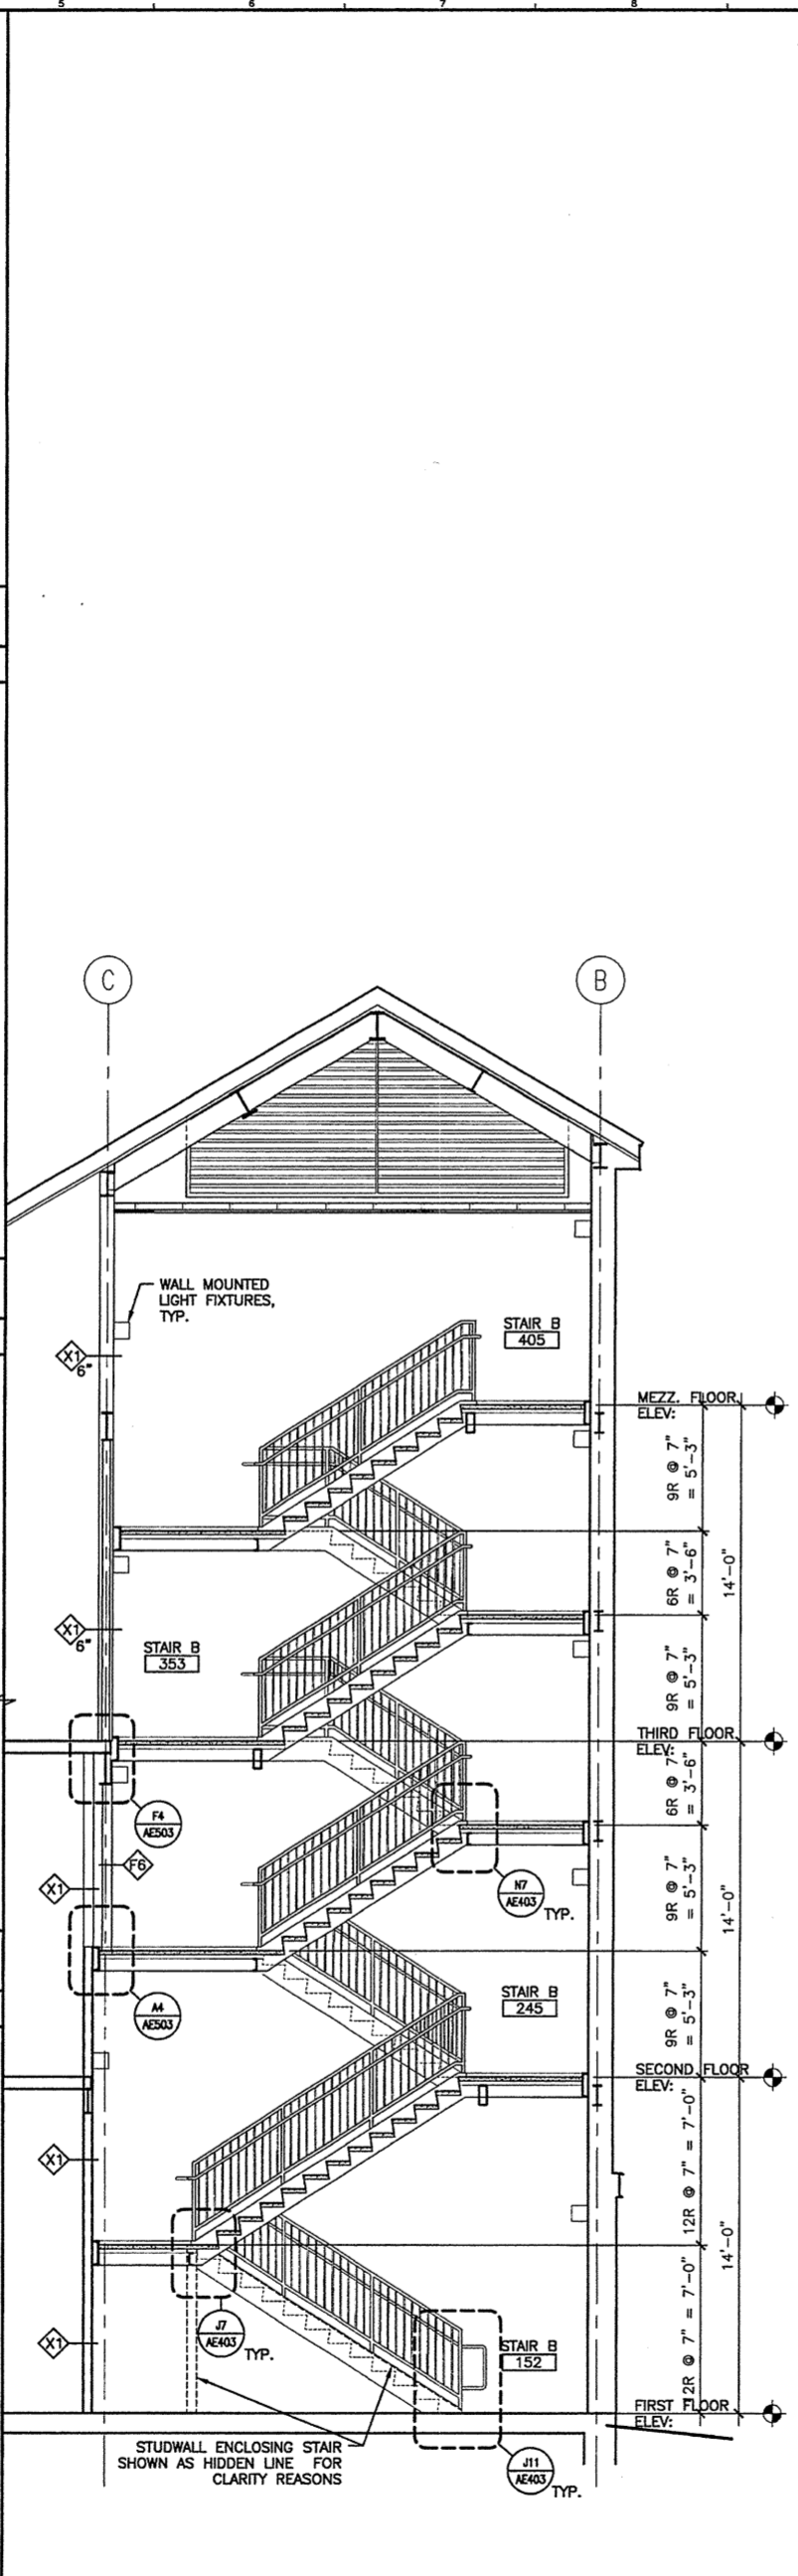 5 6 7 8
C
B
WALL MOUNTED
LIGHT FIXTURES,
TYP.
STAIR B
405
X1
6"
MEZZ. FLOOR
ELEV:
9R @ 7"
= 5'-3"
6R @ 7"
= 3'-6"
14'-0"
X1
6"
STAIR B
353
9R @ 7"
= 5'-3"
THIRD FLOOR
ELEV:
6R @ 7"
= 3'-6"
F4
AE503
F6
X1
N7
AE403
TYP.
9R @ 7"
= 5'-3"
14'-0"
A4
AE503
STAIR B
245
9R @ 7"
= 5'-3"
SECOND FLOOR
ELEV:
X1
12R @ 7" = 7'-0"
14'-0"
J7
AE403
TYP.
X1
STAIR B
152
12R @ 7" = 7'-0"
FIRST FLOOR
ELEV:
STUDWALL ENCLOSING STAIR
SHOWN AS HIDDEN LINE FOR
CLARITY REASONS
J11
AE403
TYP.